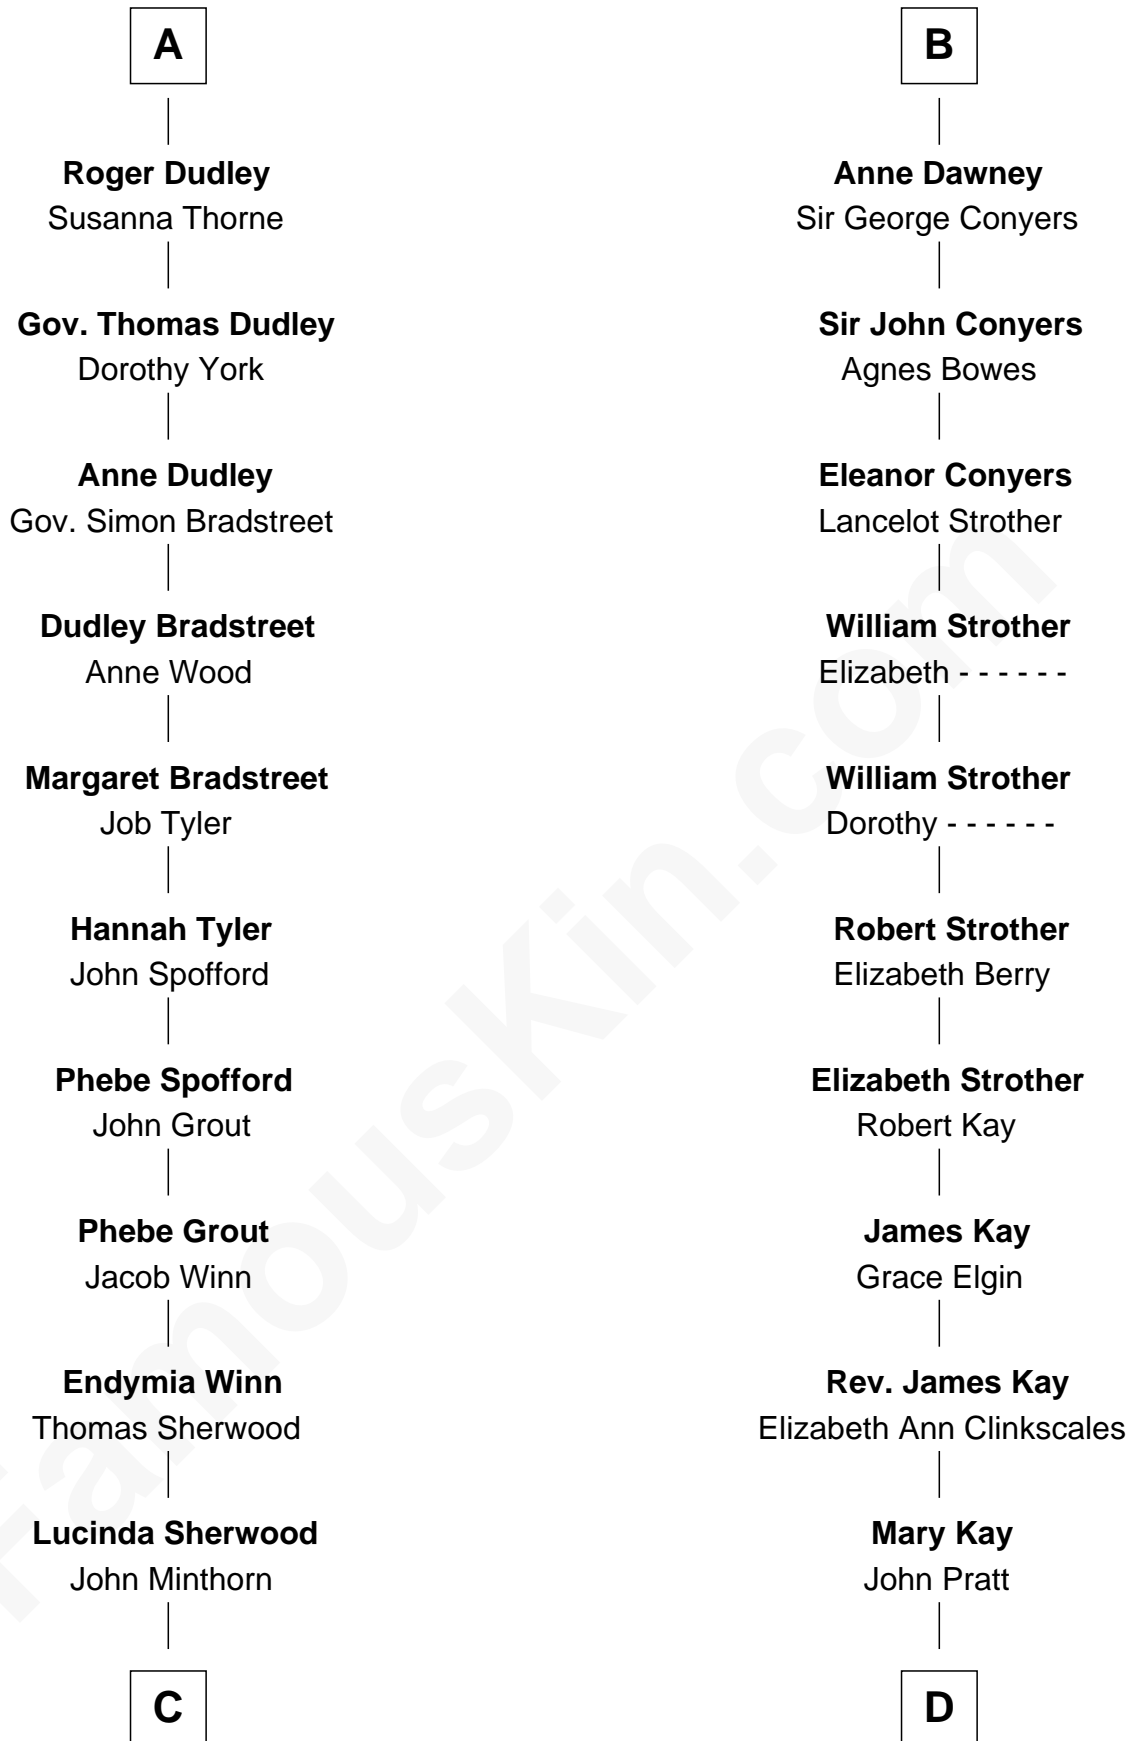 A
Roger Dudley
Susanna Thorne
Gov. Thomas Dudley
Dorothy York
Anne Dudley
Gov. Simon Bradstreet
Dudley Bradstreet
Anne Wood
Margaret Bradstreet
Job Tyler
Hannah Tyler
John Spofford
Phebe Spofford
John Grout
Phebe Grout
Jacob Winn
Endymia Winn
Thomas Sherwood
Lucinda Sherwood
John Minthorn
C
B
Anne Dawney
Sir George Conyers
Sir John Conyers
Agnes Bowes
Eleanor Conyers
Lancelot Strother
William Strother
Elizabeth - - - - - -
William Strother
Dorothy - - - - - -
Robert Strother
Elizabeth Berry
Elizabeth Strother
Robert Kay
James Kay
Grace Elgin
Rev. James Kay
Elizabeth Ann Clinkscales
Mary Kay
John Pratt
D
FamousKin.com